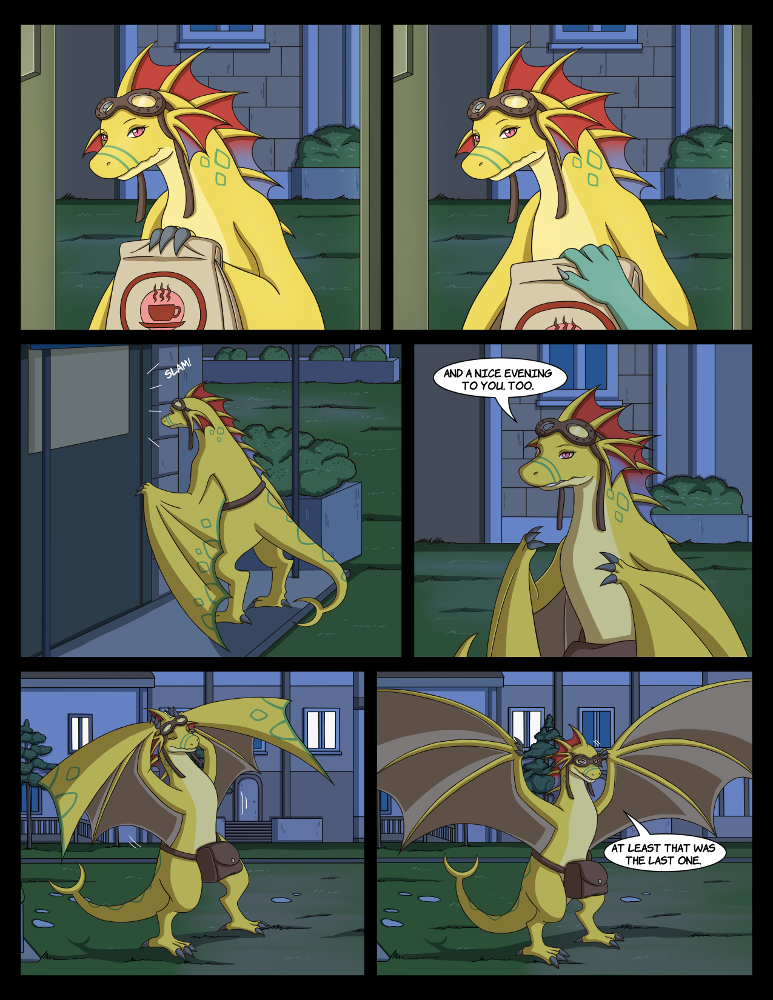 SLAM!
AND A NICE EVENING
TO YOU, TOO.
AT LEAST THAT WAS
THE LAST ONE.